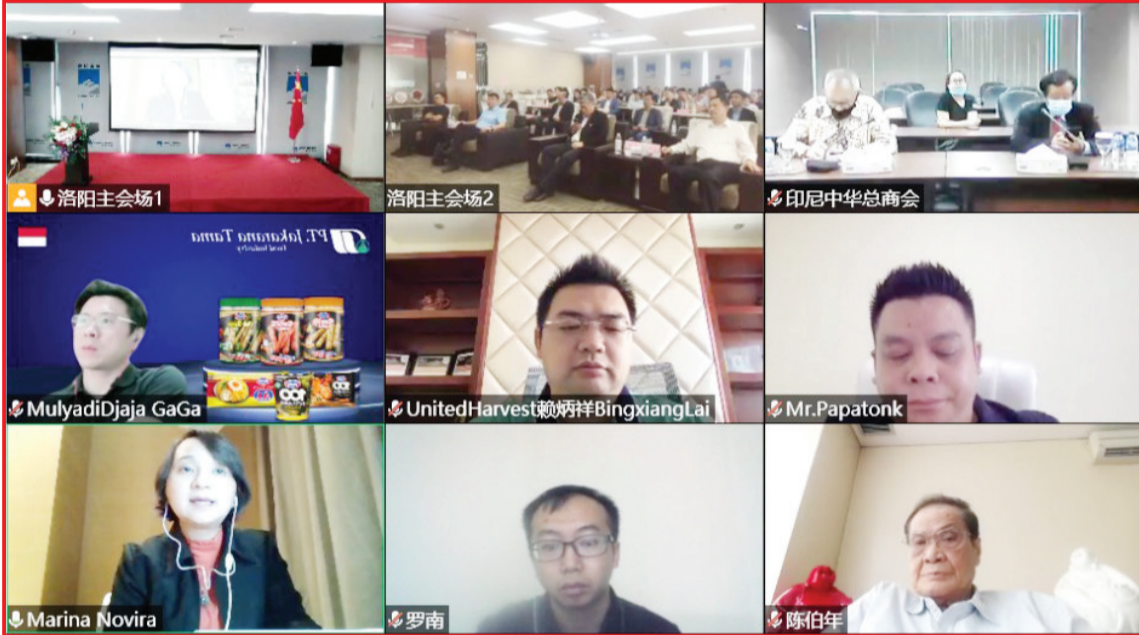 洛阳主会场1
洛阳主会场2
印尼中华总商会
PT. Jakarana Tama
Food Industry
MulyadiDjaja GaGa
UnitedHarvest赖炳祥BingxiangLai
Mr.Papatonk
100
Marina Novira
罗南
陈伯年